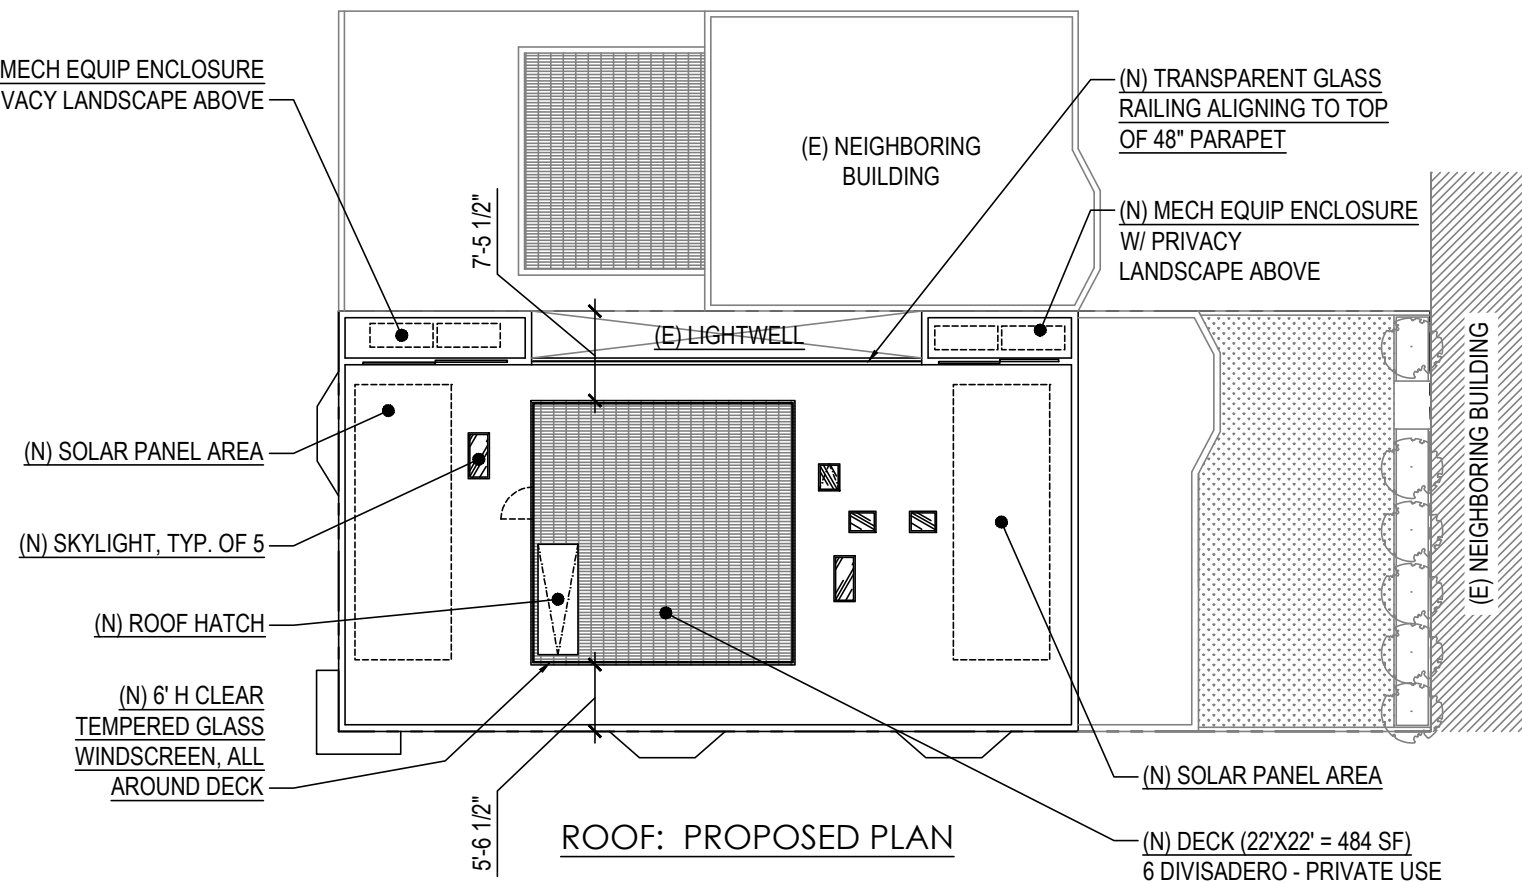 MECH EQUIP ENCLOSURE
VACY LANDSCAPE ABOVE
(N) TRANSPARENT GLASS
RAILING ALIGNING TO TOP
OF 48" PARAPET
(E) NEIGHBORING
BUILDING
(N) MECH EQUIP ENCLOSURE
W/ PRIVACY
LANDSCAPE ABOVE
7'-5 1/2"
(E) LIGHTWELL
(E) NEIGHBORING BUILDING
(N) SOLAR PANEL AREA
(N) SKYLIGHT, TYP. OF 5
(N) ROOF HATCH
(N) 6' H CLEAR
TEMPERED GLASS
WINDSCREEN, ALL
AROUND DECK
5'-6 1/2"
(N) SOLAR PANEL AREA
ROOF: PROPOSED PLAN
(N) DECK (22'X22' = 484 SF)
6 DIVISADERO - PRIVATE USE